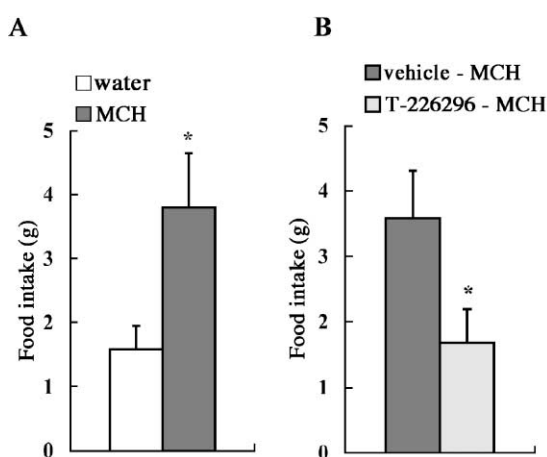 A
water
MCH
5
4
3
2
1
0
Food intake (g)
*
B
vehicle - MCH
T-226296 - MCH
5
4
3
2
1
0
Food intake (g)
*